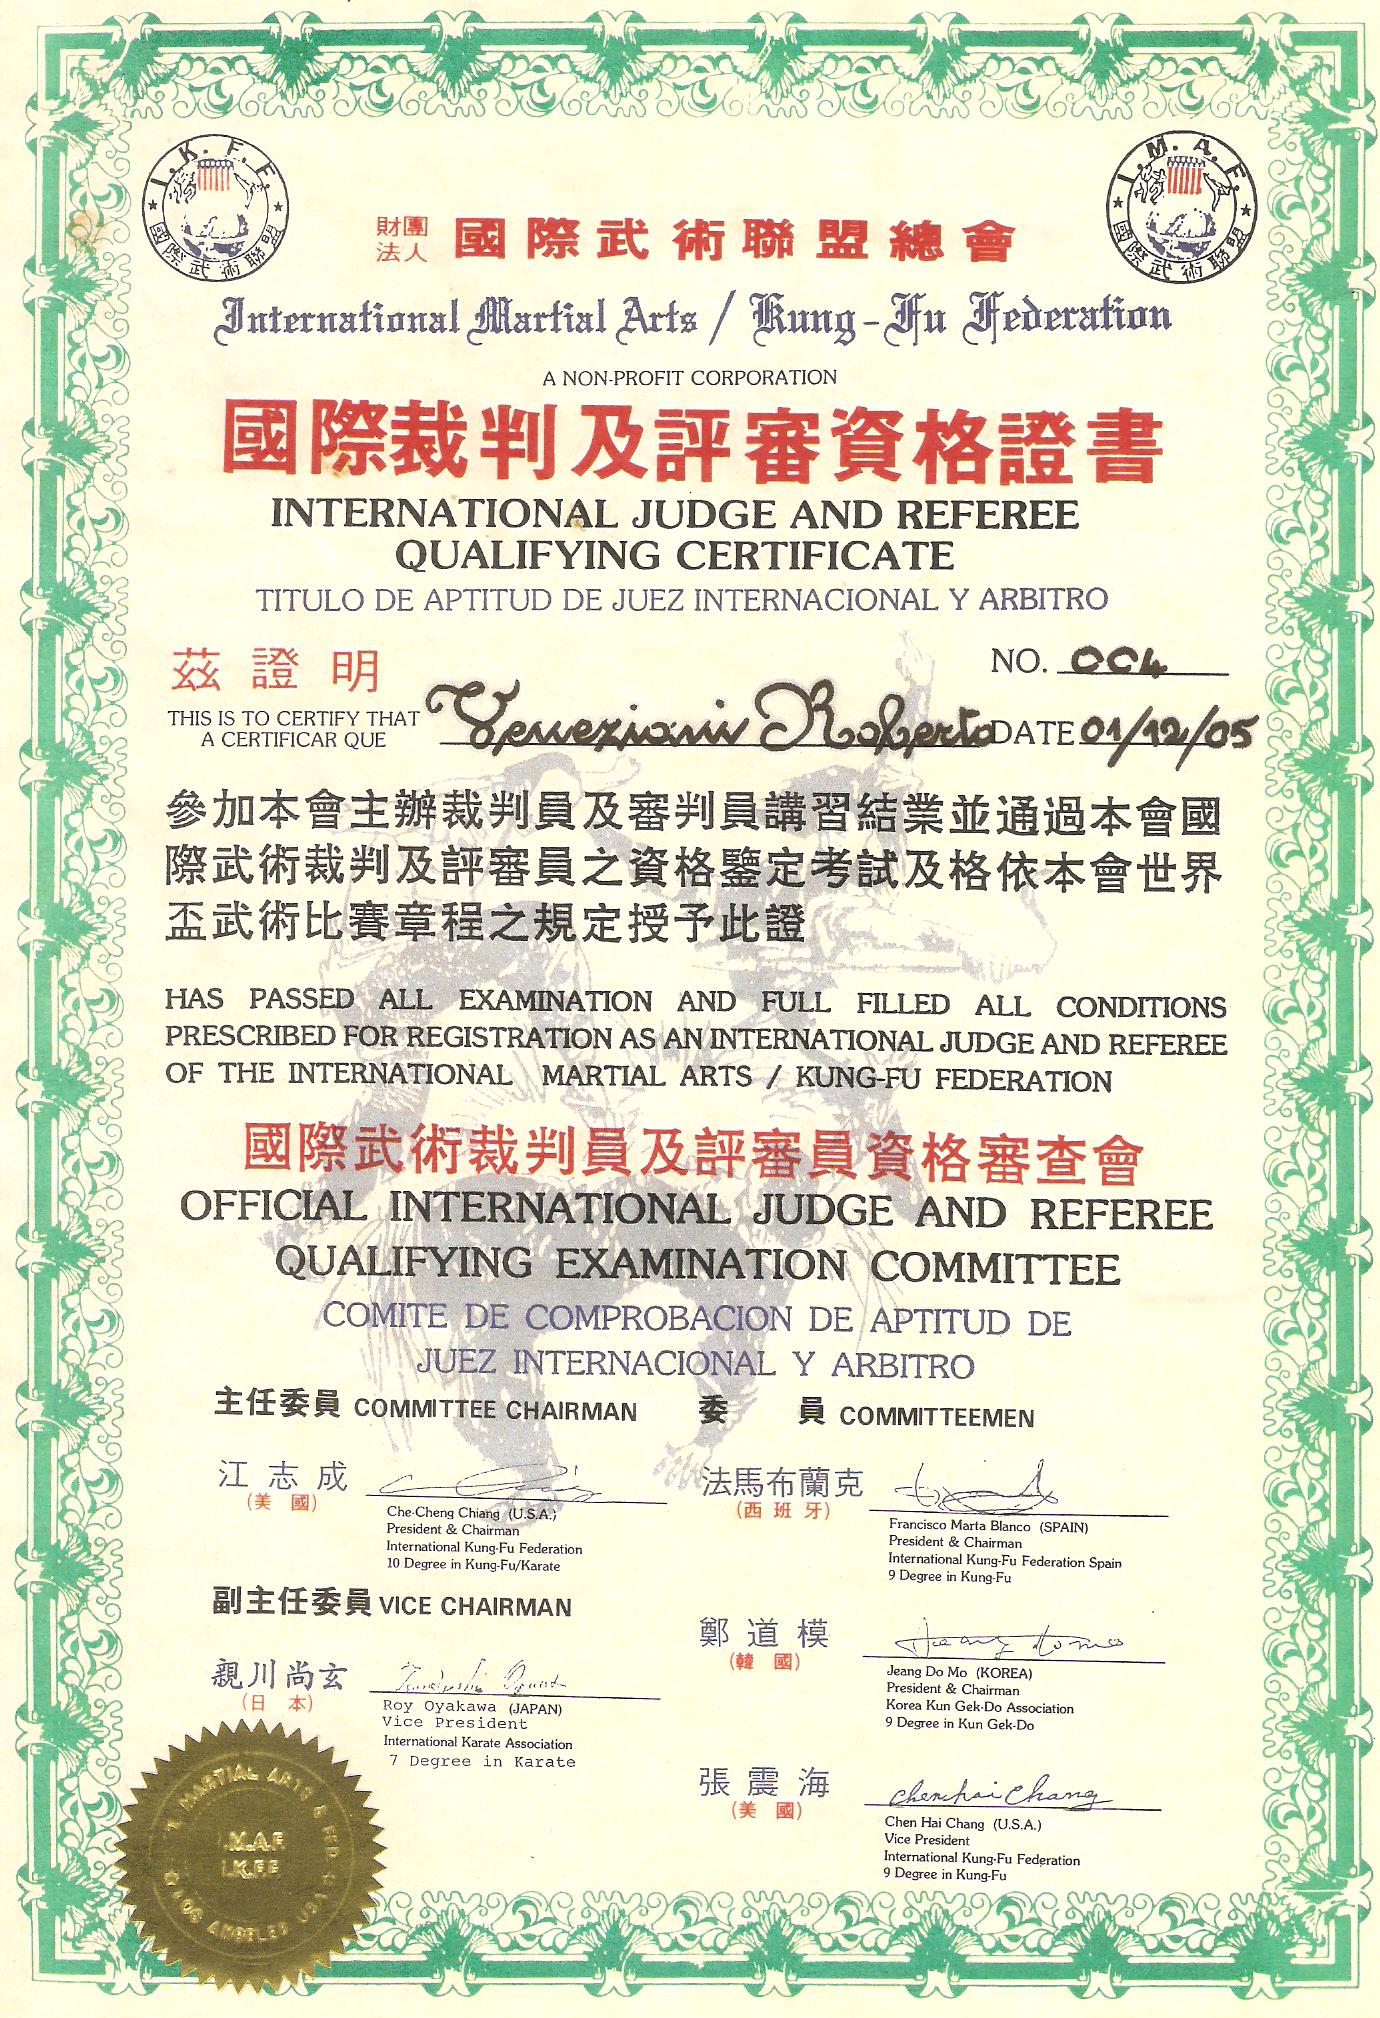 I.K.F.F.
國際武術聯盟
I.M.A.F.
國際武術聯盟
財團法人 國際武術聯盟總會
International Martial Arts / Kung-Fu Federation
A NON-PROFIT CORPORATION
國際裁判及評審資格證書
INTERNATIONAL JUDGE AND REFEREE
QUALIFYING CERTIFICATE
TITULO DE APTITUD DE JUEZ INTERNACIONAL Y ARBITRO
茲證明
NO. 004
THIS IS TO CERTIFY THAT
A CERTIFICAR QUE
Veneziani Roberto DATE 01/12/05
參加本會主辦裁判員及審判員講習結業並通過本會國
際武術裁判及評審員之資格鑒定考試及格依本會世界
盃武術比賽章程之規定授予此證
HAS PASSED ALL EXAMINATION AND FULL FILLED ALL CONDITIONS
PRESCRIBED FOR REGISTRATION AS AN INTERNATIONAL JUDGE AND REFEREE
OF THE INTERNATIONAL MARTIAL ARTS / KUNG-FU FEDERATION
國際武術裁判員及評審員資格審查會
OFFICIAL INTERNATIONAL JUDGE AND REFEREE
QUALIFYING EXAMINATION COMMITTEE
COMITE DE COMPROBACION DE APTITUD DE
JUEZ INTERNACIONAL Y ARBITRO
主任委員 COMMITTEE CHAIRMAN
江志成
(美國)
Che-Cheng Chiang (U.S.A.)
President & Chairman
International Kung-Fu Federation
10 Degree in Kung-Fu/Karate
副主任委員 VICE CHAIRMAN
親川尚玄
(日本)
Roy Oyakawa (JAPAN)
Vice President
International Karate Association
7 Degree in Karate
委員 COMMITTEEMEN
法馬布蘭克
(西班牙)
Francisco Marta Blanco (SPAIN)
President & Chairman
International Kung-Fu Federation Spain
9 Degree in Kung-Fu
鄭道模
(韓國)
Jeang Do Mo
Jeang Do Mo (KOREA)
President & Chairman
Korea Kun Gek-Do Association
9 Degree in Kun Gek-Do
張震海
(美國)
Chen hai Chang
Chen Hai Chang (U.S.A.)
Vice President
International Kung-Fu Federation
9 Degree in Kung-Fu
MARTIAL ARTS
I.M.A.F.
I.K.F.F.
LOS ANGELES USA